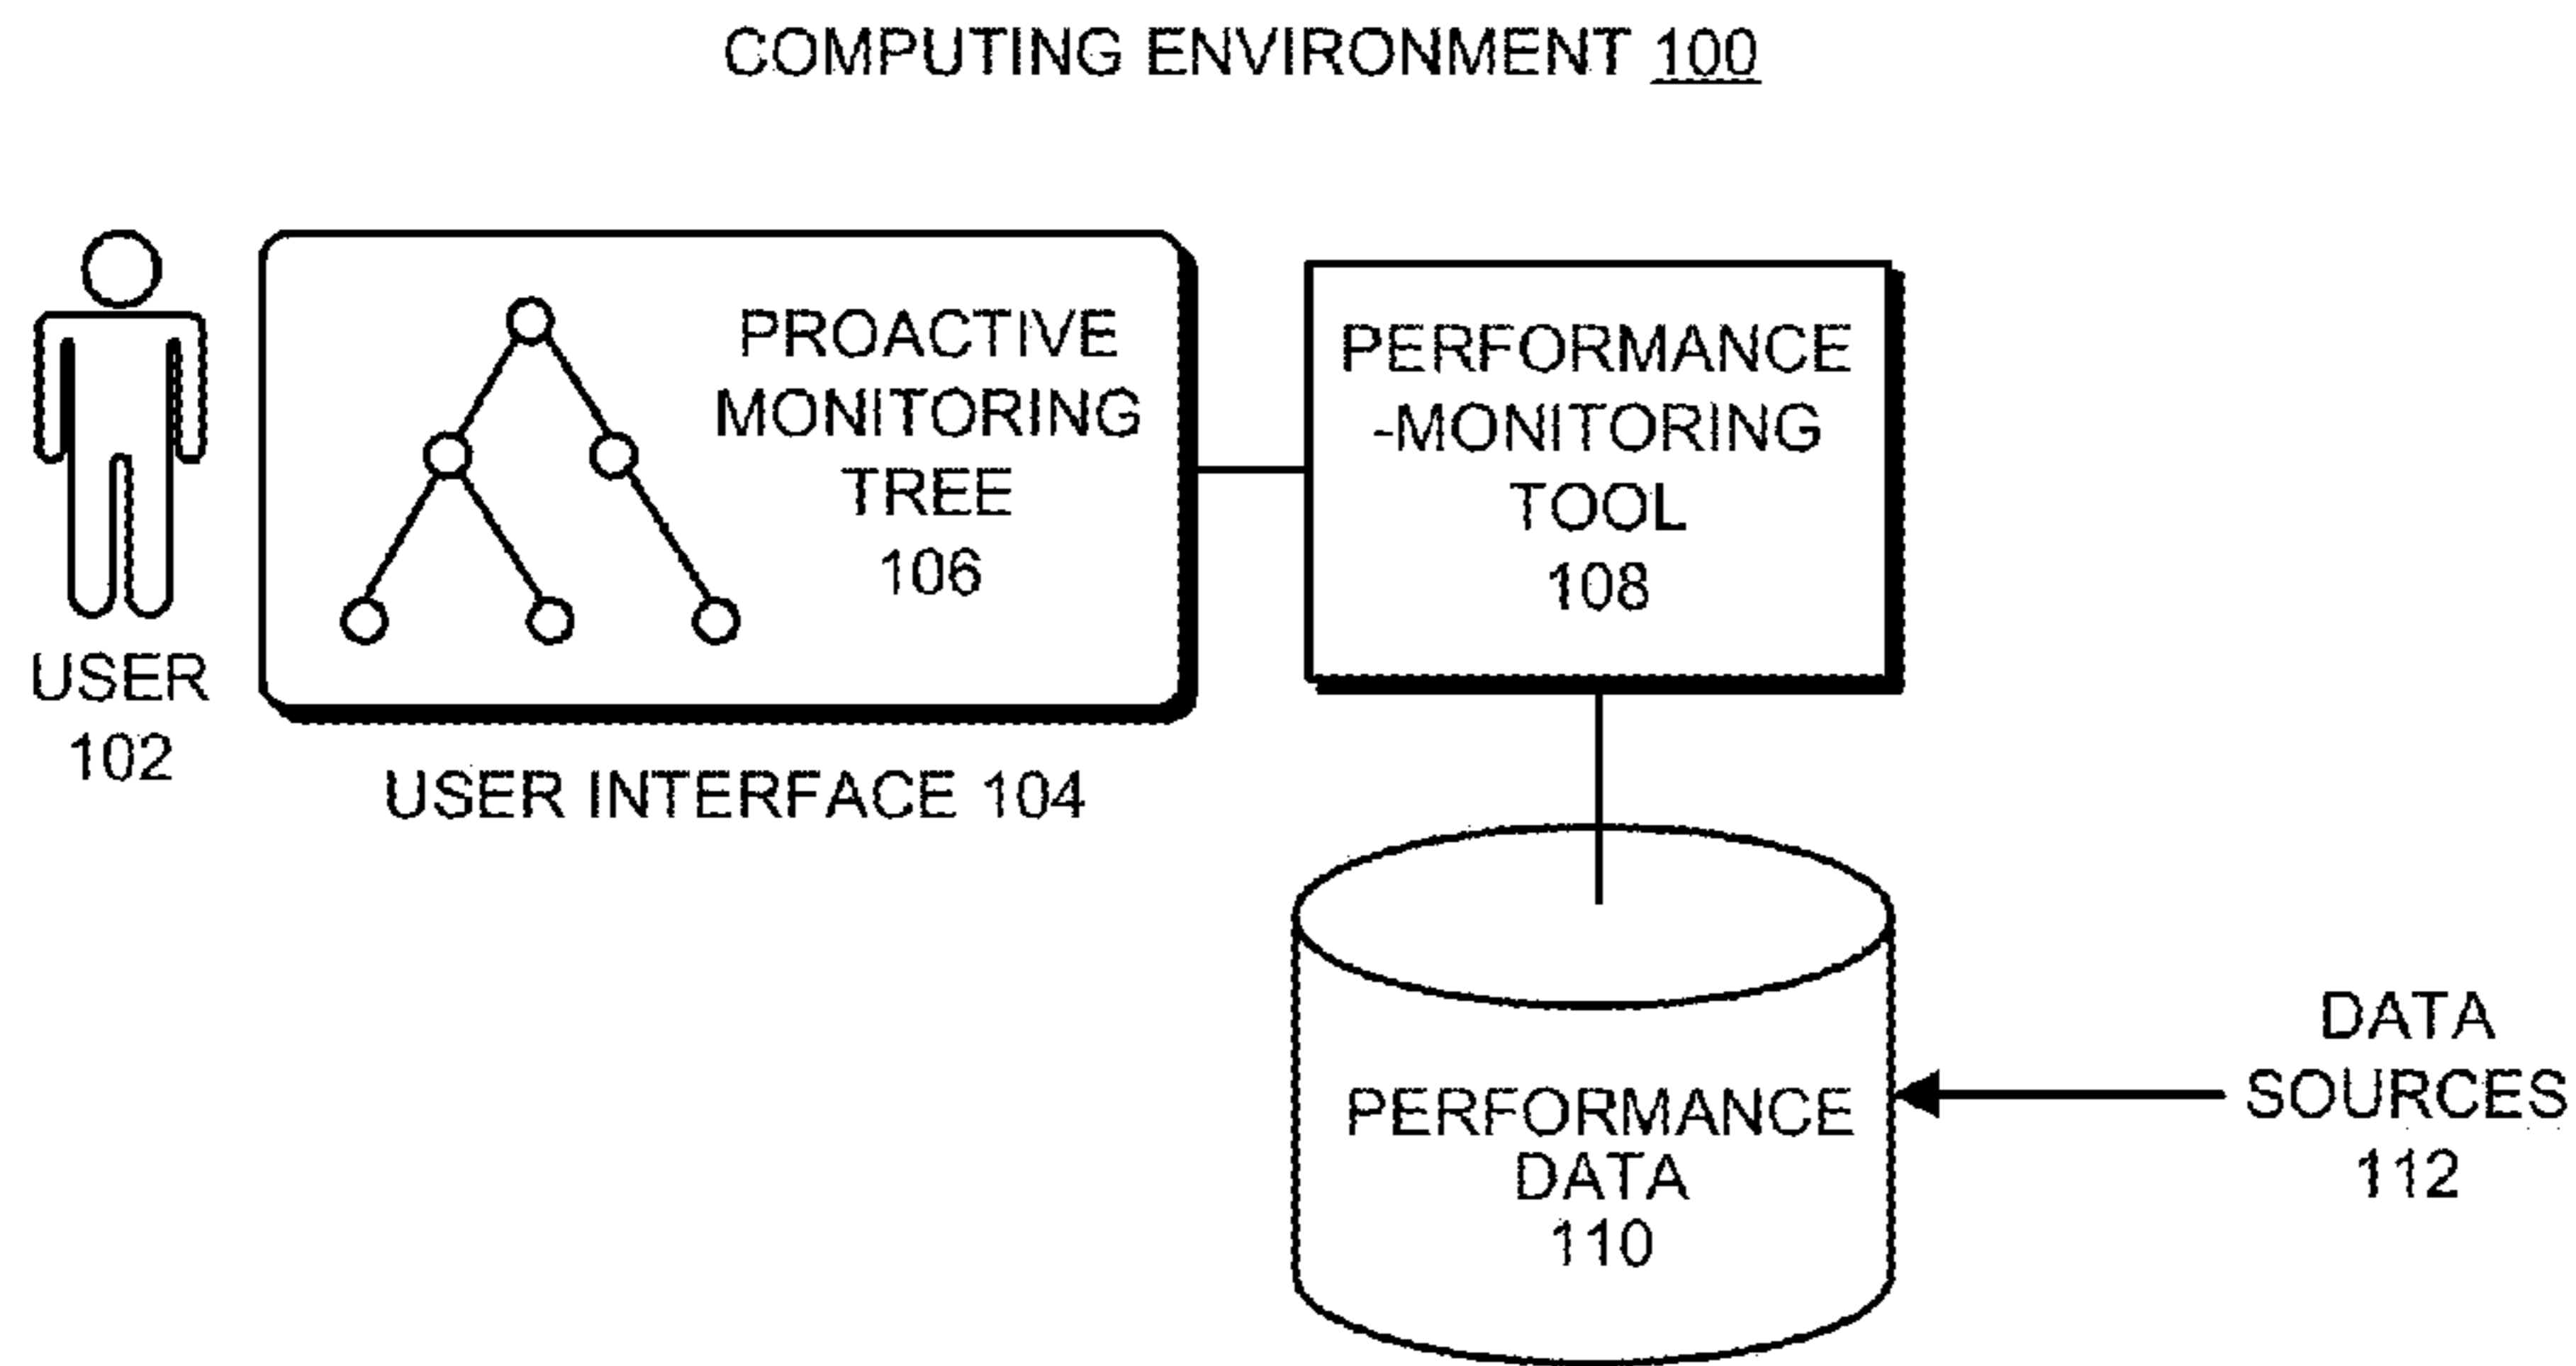 COMPUTING ENVIRONMENT 100
USER
102
PROACTIVE
MONITORING
TREE
106
USER INTERFACE 104
PERFORMANCE
-MONITORING
TOOL
108
PERFORMANCE
DATA
110
DATA
SOURCES
112